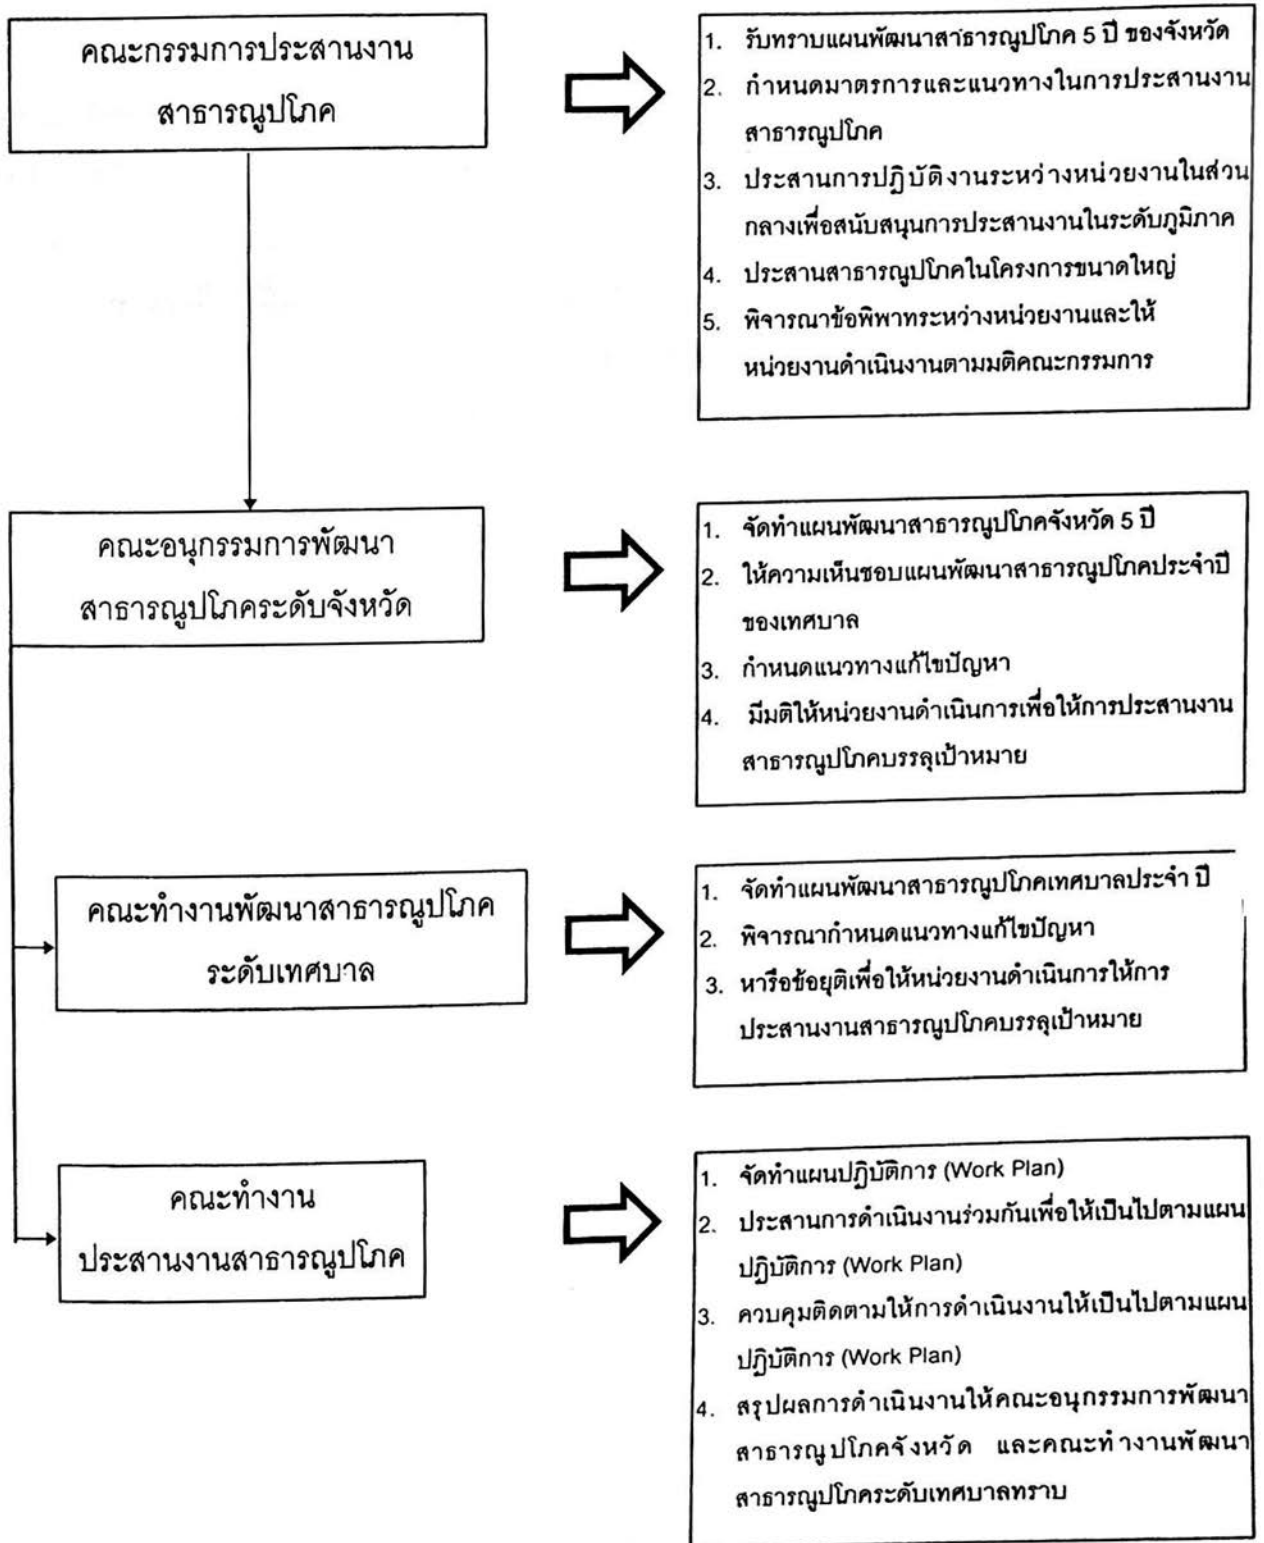 คณะกรรมการประสานงาน
สาธารณูปโภค
1. รับทราบแผนพัฒนาสาธารณูปโภค 5 ปี ของจังหวัด
2. กำหนดมาตรการและแนวทางในการประสานงาน
สาธารณูปโภค
3. ประสานการปฏิบัติงานระหว่างหน่วยงานในส่วน
กลางเพื่อสนับสนุนการประสานงานในระดับภูมิภาค
4. ประสานสาธารณูปโภคในโครงการขนาดใหญ่
5. พิจารณาข้อพิพาทระหว่างหน่วยงานและให้
หน่วยงานดำเนินงานตามมติคณะกรรมการ
คณะอนุกรรมการพัฒนา
สาธารณูปโภคระดับจังหวัด
1. จัดทำแผนพัฒนาสาธารณูปโภคจังหวัด 5 ปี
2. ให้ความเห็นชอบแผนพัฒนาสาธารณูปโภคประจำปี
ของเทศบาล
3. กำหนดแนวทางแก้ไขปัญหา
4. มีมติให้หน่วยงานดำเนินการเพื่อให้การประสานงาน
สาธารณูปโภคบรรลุเป้าหมาย
คณะทำงานพัฒนาสาธารณูปโภค
ระดับเทศบาล
1. จัดทำแผนพัฒนาสาธารณูปโภคเทศบาลประจำ ปี
2. พิจารณากำหนดแนวทางแก้ไขปัญหา
3. หารือข้อยุติเพื่อให้หน่วยงานดำเนินการให้การ
ประสานงานสาธารณูปโภคบรรลุเป้าหมาย
คณะทำงาน
ประสานงานสาธารณูปโภค
1. จัดทำแผนปฏิบัติการ (Work Plan)
2. ประสานการดำเนินงานร่วมกันเพื่อให้เป็นไปตามแผน
ปฏิบัติการ (Work Plan)
3. ควบคุมติดตามให้การดำเนินงานให้เป็นไปตามแผน
ปฏิบัติการ (Work Plan)
4. สรุปผลการดำเนินงานให้คณะอนุกรรมการพัฒนา
สาธารณูปโภคจังหวัด และคณะทำงานพัฒนา
สาธารณูปโภคระดับเทศบาลทราบ